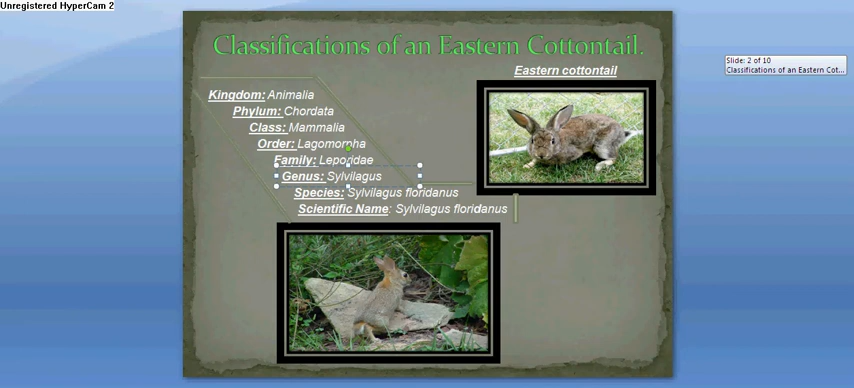 Unregistered HyperCam 2
Classifications of an Eastern Cottontail.
Eastern cottontail
Slide: 2 of 10
Classifications of an Eastern Cot...
Kingdom: Animalia
Phylum: Chordata
Class: Mammalia
Order: Lagomorpha
Family: Leporidae
Genus: Sylvilagus
Species: Sylvilagus floridanus
Scientific Name: Sylvilagus floridanus